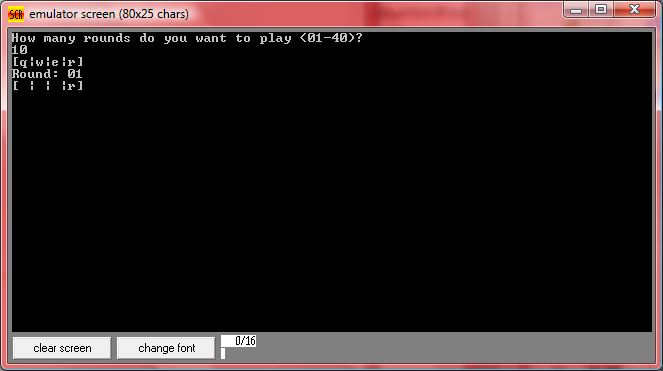 emulator screen (80x25 chars)
How many rounds do you want to play (01-40)?
10
[q¦w¦e¦r]
Round: 01
[ ¦ ¦ ¦r]
clear screen
change font
0/16